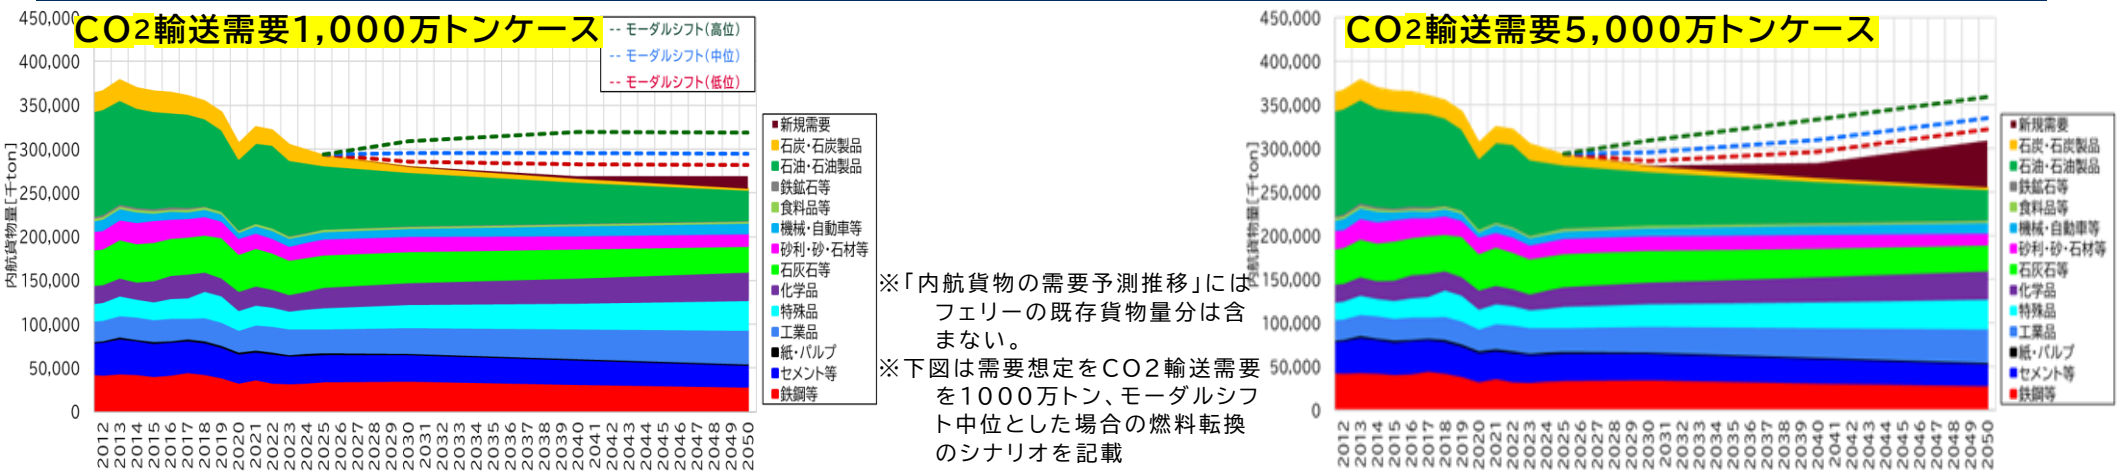 CO2輸送需要1,000万トンケース
-- モーダルシフト(高位)
-- モーダルシフト(中位)
-- モーダルシフト(低位)
内航貨物量[千ton]
450,000
400,000
350,000
300,000
250,000
200,000
150,000
100,000
50,000
0
2012
2013
2014
2015
2016
2017
2018
2019
2020
2021
2022
2023
2024
2025
2026
2027
2028
2029
2030
2031
2032
2033
2034
2035
2036
2037
2038
2039
2040
2041
2042
2043
2044
2045
2046
2047
2048
2049
2050
新規需要
石炭・石炭製品
石油・石油製品
鉄鉱石等
食料品等
機械・自動車等
砂利・砂・石材等
石灰石等
化学品
特殊品
工業品
紙・パルプ
セメント等
鉄鋼等
※「内航貨物の需要予測推移」には
フェリーの既存貨物量分は含
まない。
※下図は需要想定をCO2輸送需要
を1000万トン、モーダルシフ
ト中位とした場合の燃料転換
のシナリオを記載
CO2輸送需要5,000万トンケース
内航貨物量[千ton]
450,000
400,000
350,000
300,000
250,000
200,000
150,000
100,000
50,000
0
2012
2013
2014
2015
2016
2017
2018
2019
2020
2021
2022
2023
2024
2025
2026
2027
2028
2029
2030
2031
2032
2033
2034
2035
2036
2037
2038
2039
2040
2041
2042
2043
2044
2045
2046
2047
2048
2049
2050
新規需要
石炭・石炭製品
石油・石油製品
鉄鉱石等
食料品等
機械・自動車等
砂利・砂・石材等
石灰石等
化学品
特殊品
工業品
紙・パルプ
セメント等
鉄鋼等